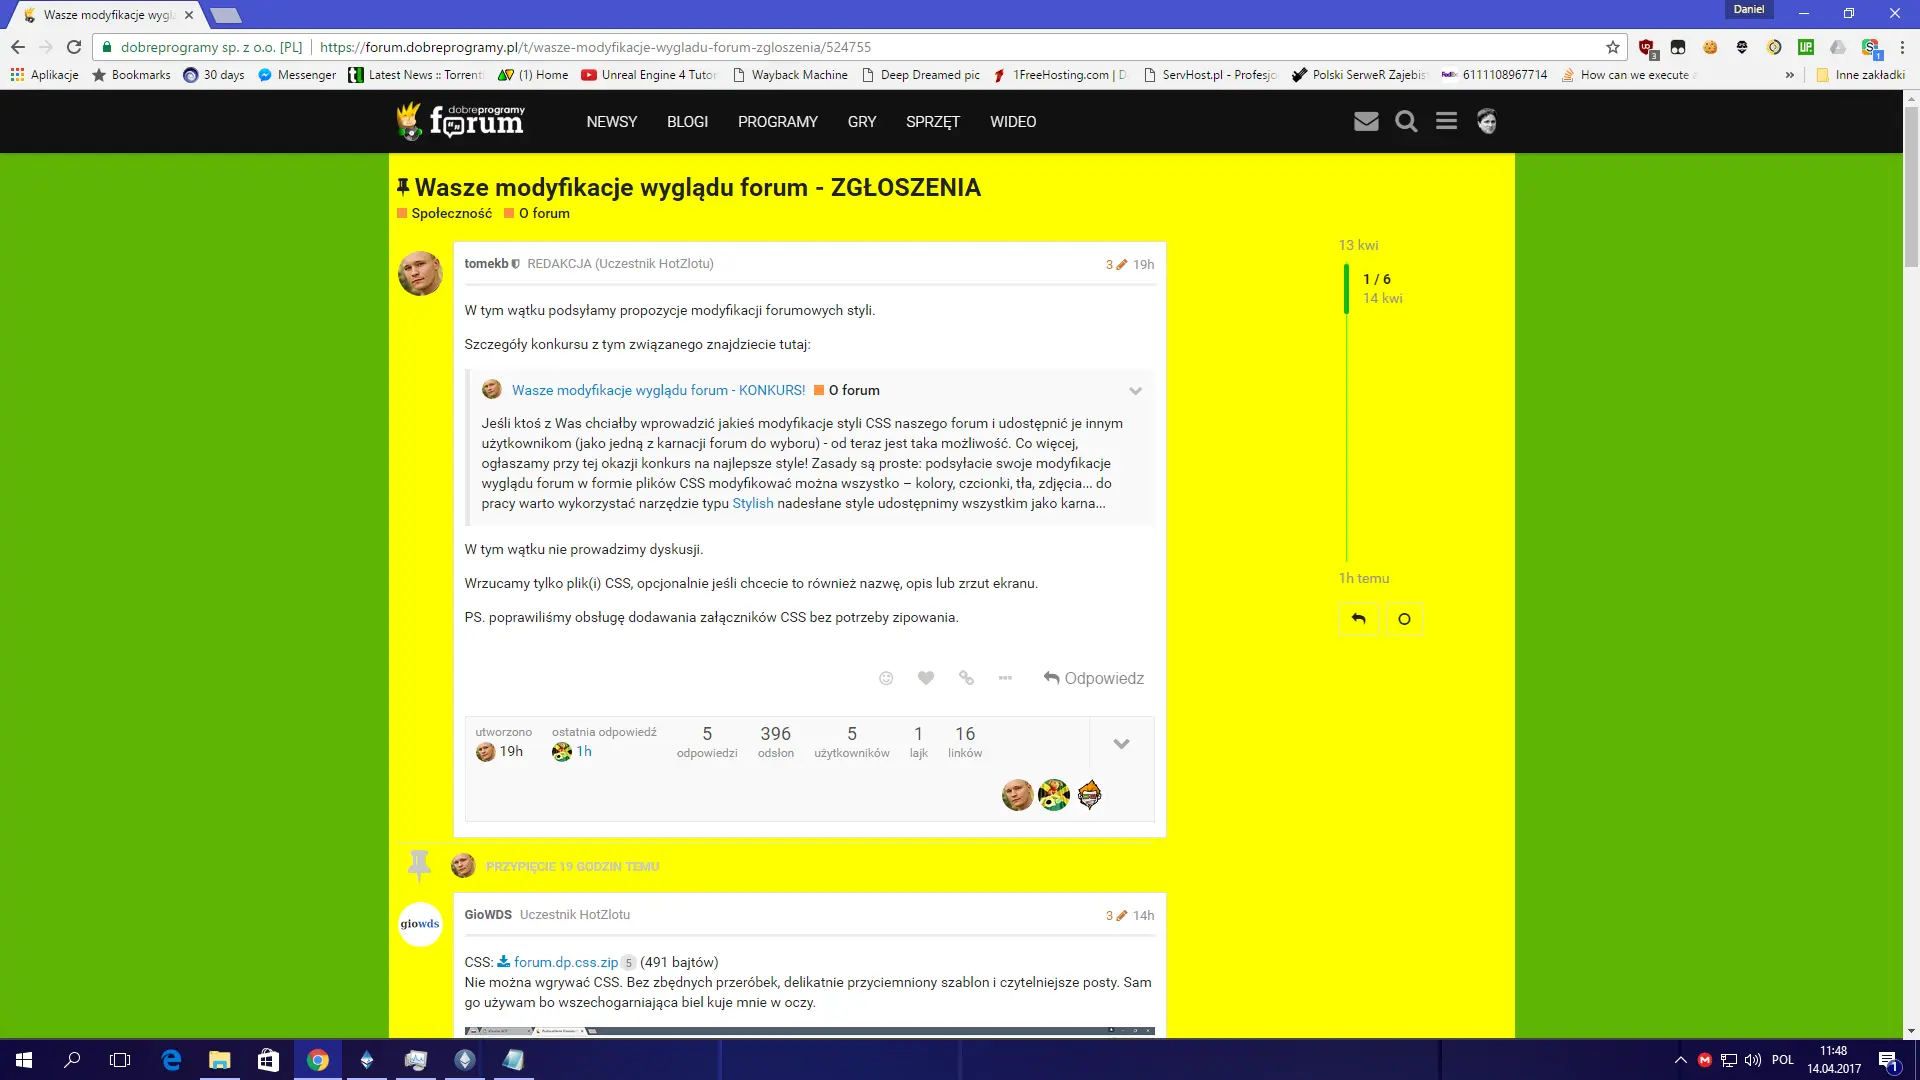 Wasze modyfikacje wyglą
Daniel
dobreprogramy sp. z o.o. [PL] https://forum.dobreprogramy.pl/t/wasze-modyfikacje-wygladu-forum-zgloszenia/524755
Aplikacje Bookmarks 30 days Messenger Latest News :: Torrent (1) Home Unreal Engine 4 Tutor Wayback Machine Deep Dreamed pic 1FreeHosting.com | D ServHost.pl - Profesjo Polski SerweR Zajebis 6111108967714 How can we execute a » Inne zakładki
dobreprogramy
forum
NEWSY BLOGI PROGRAMY GRY SPRZĘT WIDEO
Wasze modyfikacje wyglądu forum - ZGŁOSZENIA
Społeczność O forum
tomekb REDAKCJA (Uczestnik HotZlotu) 3 19h
W tym wątku podsyłamy propozycje modyfikacji forumowych styli.
Szczegóły konkursu z tym związanego znajdziecie tutaj:
Wasze modyfikacje wyglądu forum - KONKURS! O forum
Jeśli ktoś z Was chciałby wprowadzić jakieś modyfikacje styli CSS naszego forum i udostępnić je innym
użytkownikom (jako jedną z karnacji forum do wyboru) - od teraz jest taka możliwość. Co więcej,
ogłaszamy przy tej okazji konkurs na najlepsze style! Zasady są proste: podsyłacie swoje modyfikacje
wyglądu forum w formie plików CSS modyfikować można wszystko – kolory, czcionki, tła, zdjęcia... do
pracy warto wykorzystać narzędzie typu Stylish nadesłane style udostępnimy wszystkim jako karna...
W tym wątku nie prowadzimy dyskusji.
Wrzucamy tylko plik(i) CSS, opcjonalnie jeśli chcecie to również nazwę, opis lub zrzut ekranu.
PS. poprawiliśmy obsługę dodawania załączników CSS bez potrzeby zipowania.
Odpowiedz
utworzono ostatnia odpowiedź 5 396 5 1 16
19h 1h odpowiedzi odsłon użytkowników lajk linków
13 kwi
1 / 6
14 kwi
1h temu
PRZYPIĘCIE 19 GODZIN TEMU
giowds
GioWDS Uczestnik HotZlotu 3 14h
CSS: forum.dp.css.zip 5 (491 bajtów)
Nie można wgrywać CSS. Bez zbędnych przeróbek, delikatnie przyciemniony szablon i czytelniejsze posty. Sam
go używam bo wszechogarniająca biel kuje mnie w oczy.
POL
11:48
14.04.2017
1